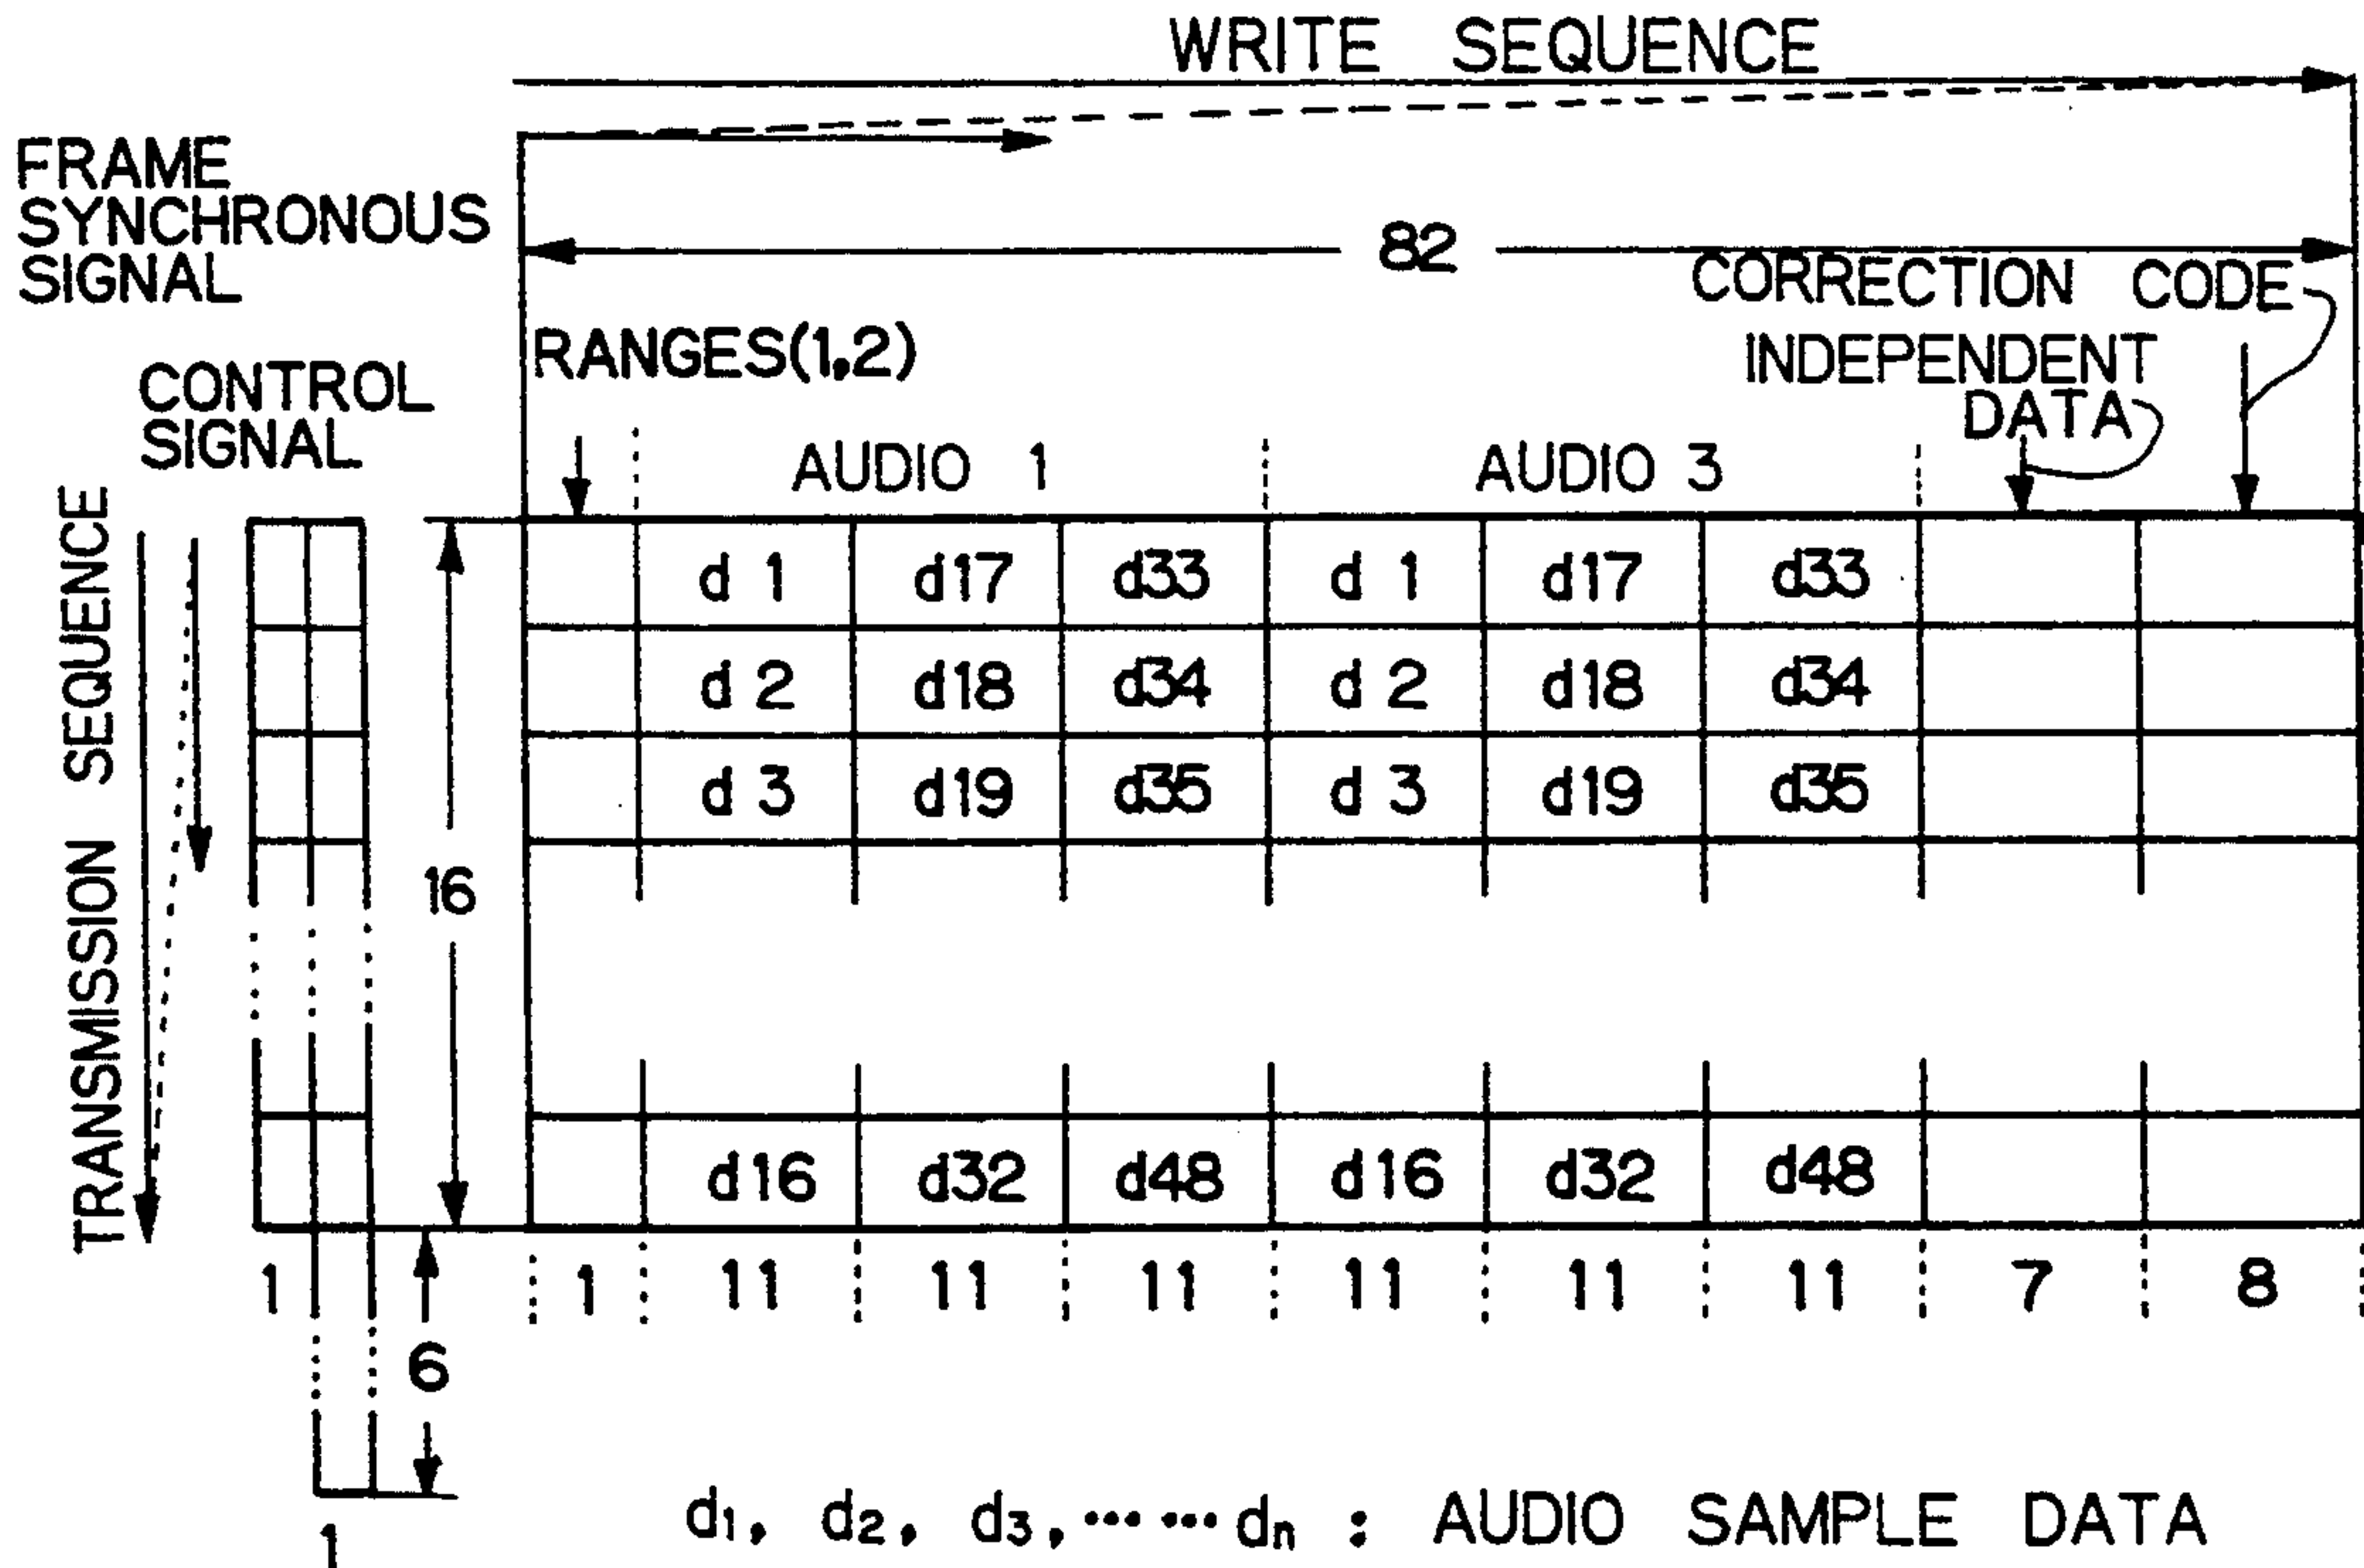 WRITE SEQUENCE
FRAME
SYNCHRONOUS
SIGNAL
82
CORRECTION CODE
RANGES(1,2)
INDEPENDENT
DATA
CONTROL
SIGNAL
AUDIO 1
AUDIO 3
TRANSMISSION SEQUENCE
d 1 d17 d33 d 1 d17 d33
d 2 d18 d34 d 2 d18 d34
d 3 d19 d35 d 3 d19 d35
16
d16 d32 d48 d16 d32 d48
1 1 11 11 11 11 11 11 7 8
6
1
d1, d2, d3, ...... dn : AUDIO SAMPLE DATA